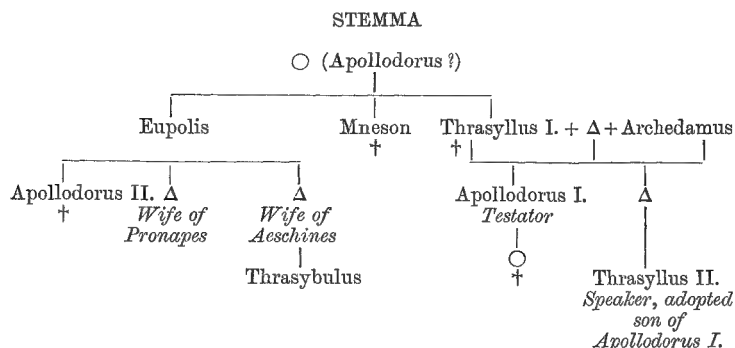 STEMMA
○ (Apollodorus ?)
Eupolis Mneson Thrasyllus I. + Δ + Archedamus
† †
Apollodorus II. Δ Δ Apollodorus I. Δ
† Wife of Wife of Testator
Pronapes Aeschines
○
Thrasybulus † Thrasyllus II.
Speaker, adopted
son of
Apollodorus I.